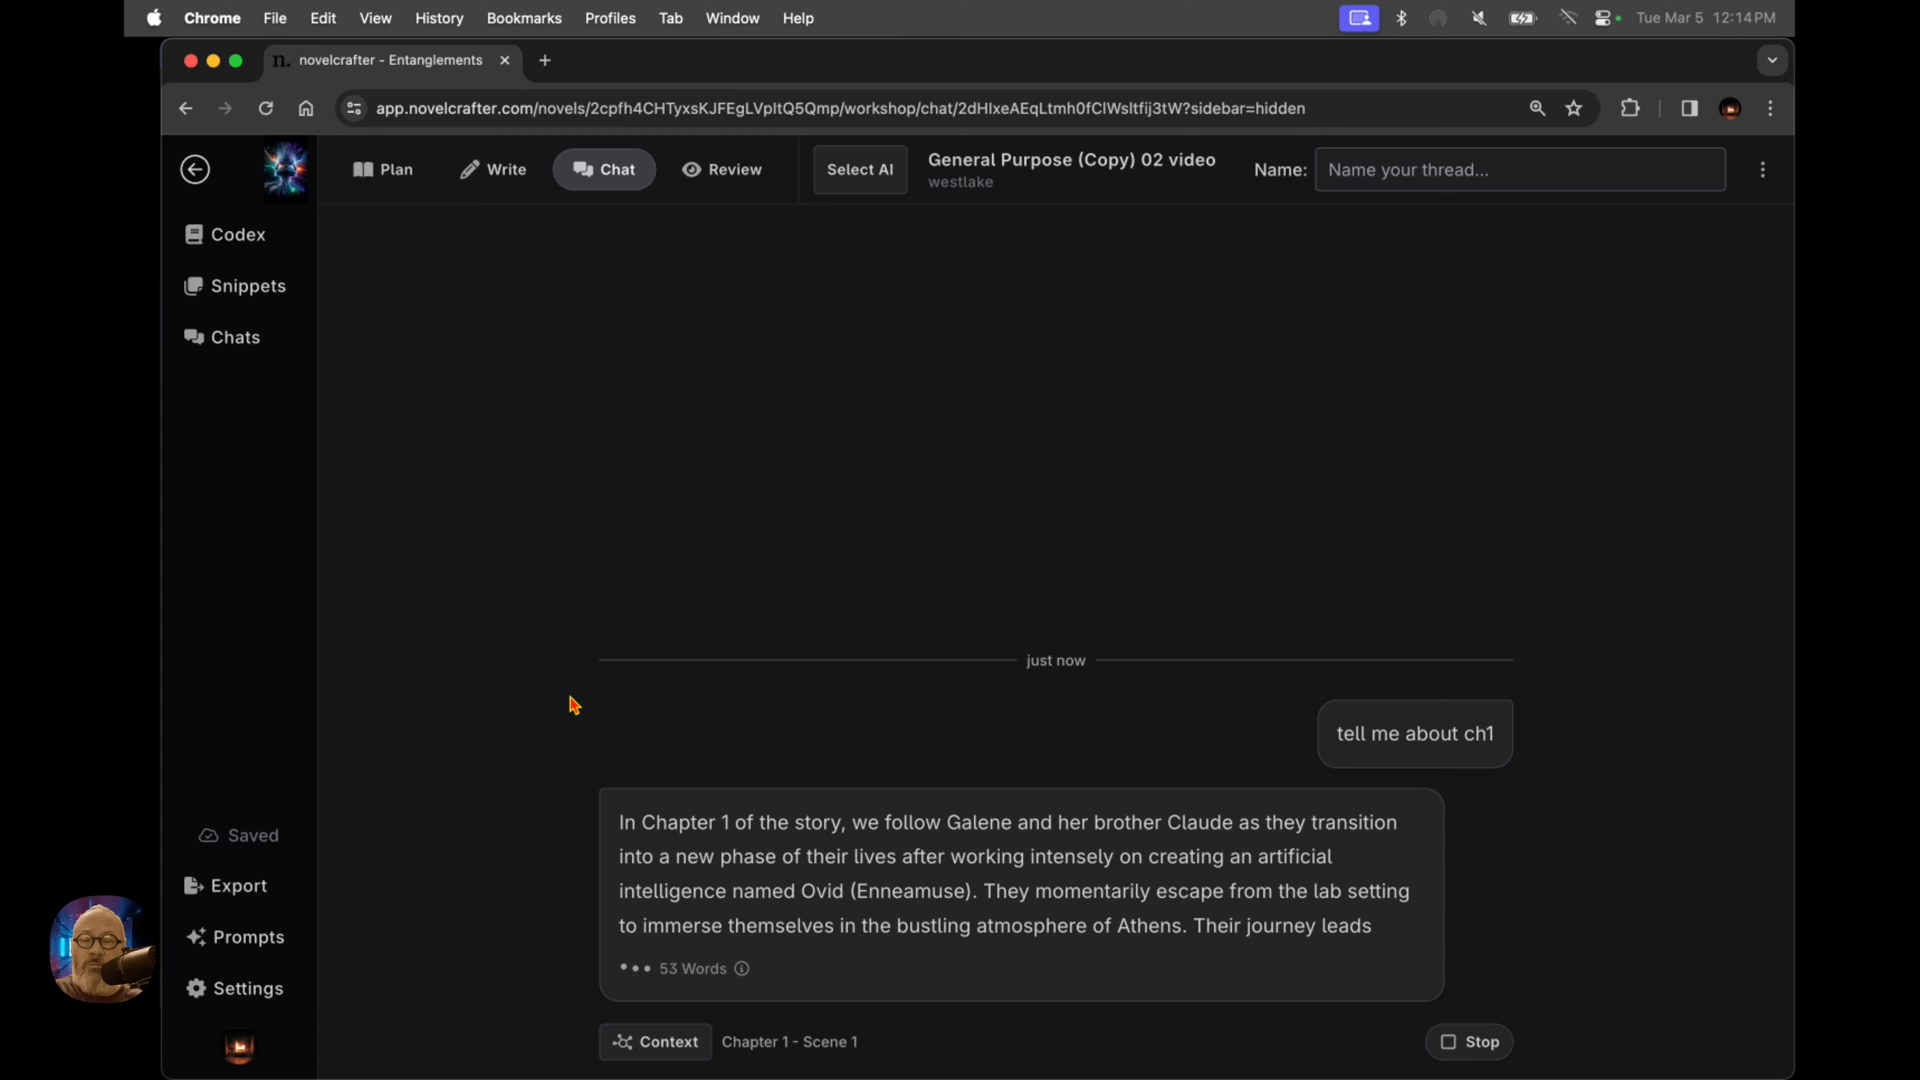 Chrome File Edit View History Bookmarks Profiles Tab Window Help Tue Mar 5 12:14 PM
n. novelcrafter - Entanglements
app.novelcrafter.com/novels/2cpfh4CHTyxsKJFEgLVpltQ5Qmp/workshop/chat/2dHlxeAEqLtmh0fClWsltfij3tW?sidebar=hidden
Plan Write Chat Review Select AI General Purpose (Copy) 02 video Name: Name your thread...
westlake
Codex
Snippets
Chats
just now
tell me about ch1
In Chapter 1 of the story, we follow Galene and her brother Claude as they transition
into a new phase of their lives after working intensely on creating an artificial
intelligence named Ovid (Enneamuse). They momentarily escape from the lab setting
to immerse themselves in the bustling atmosphere of Athens. Their journey leads
53 Words
Saved
Export
Prompts
Settings
Context Chapter 1 - Scene 1 Stop